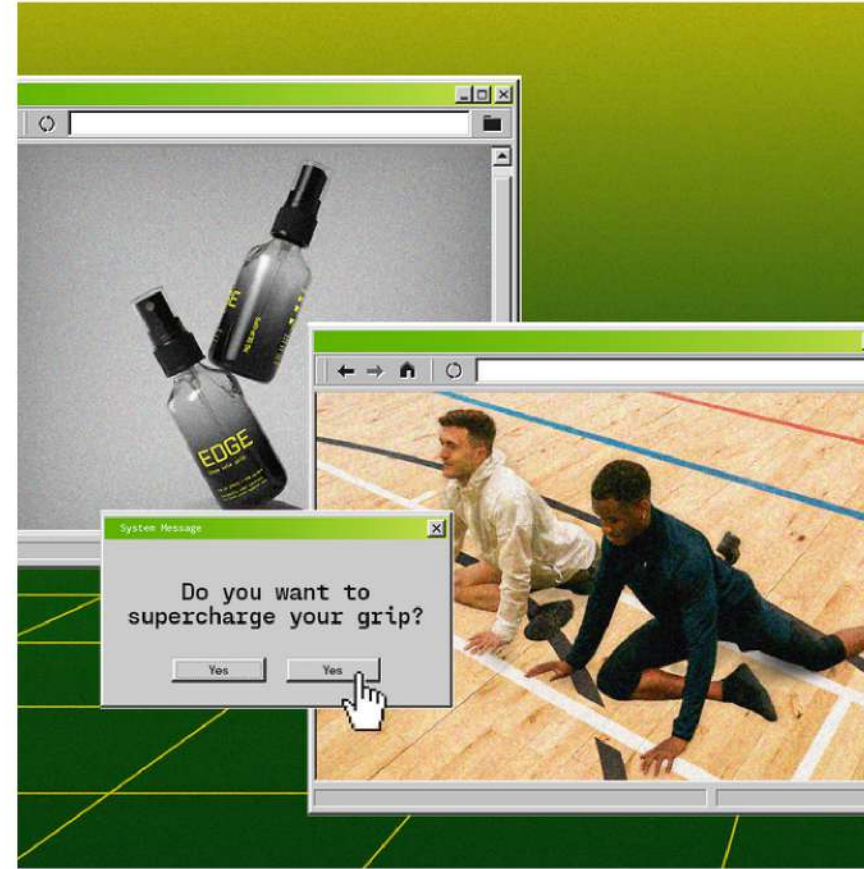 EDGE
System Message
Do you want to
supercharge your grip?
Yes
Yes